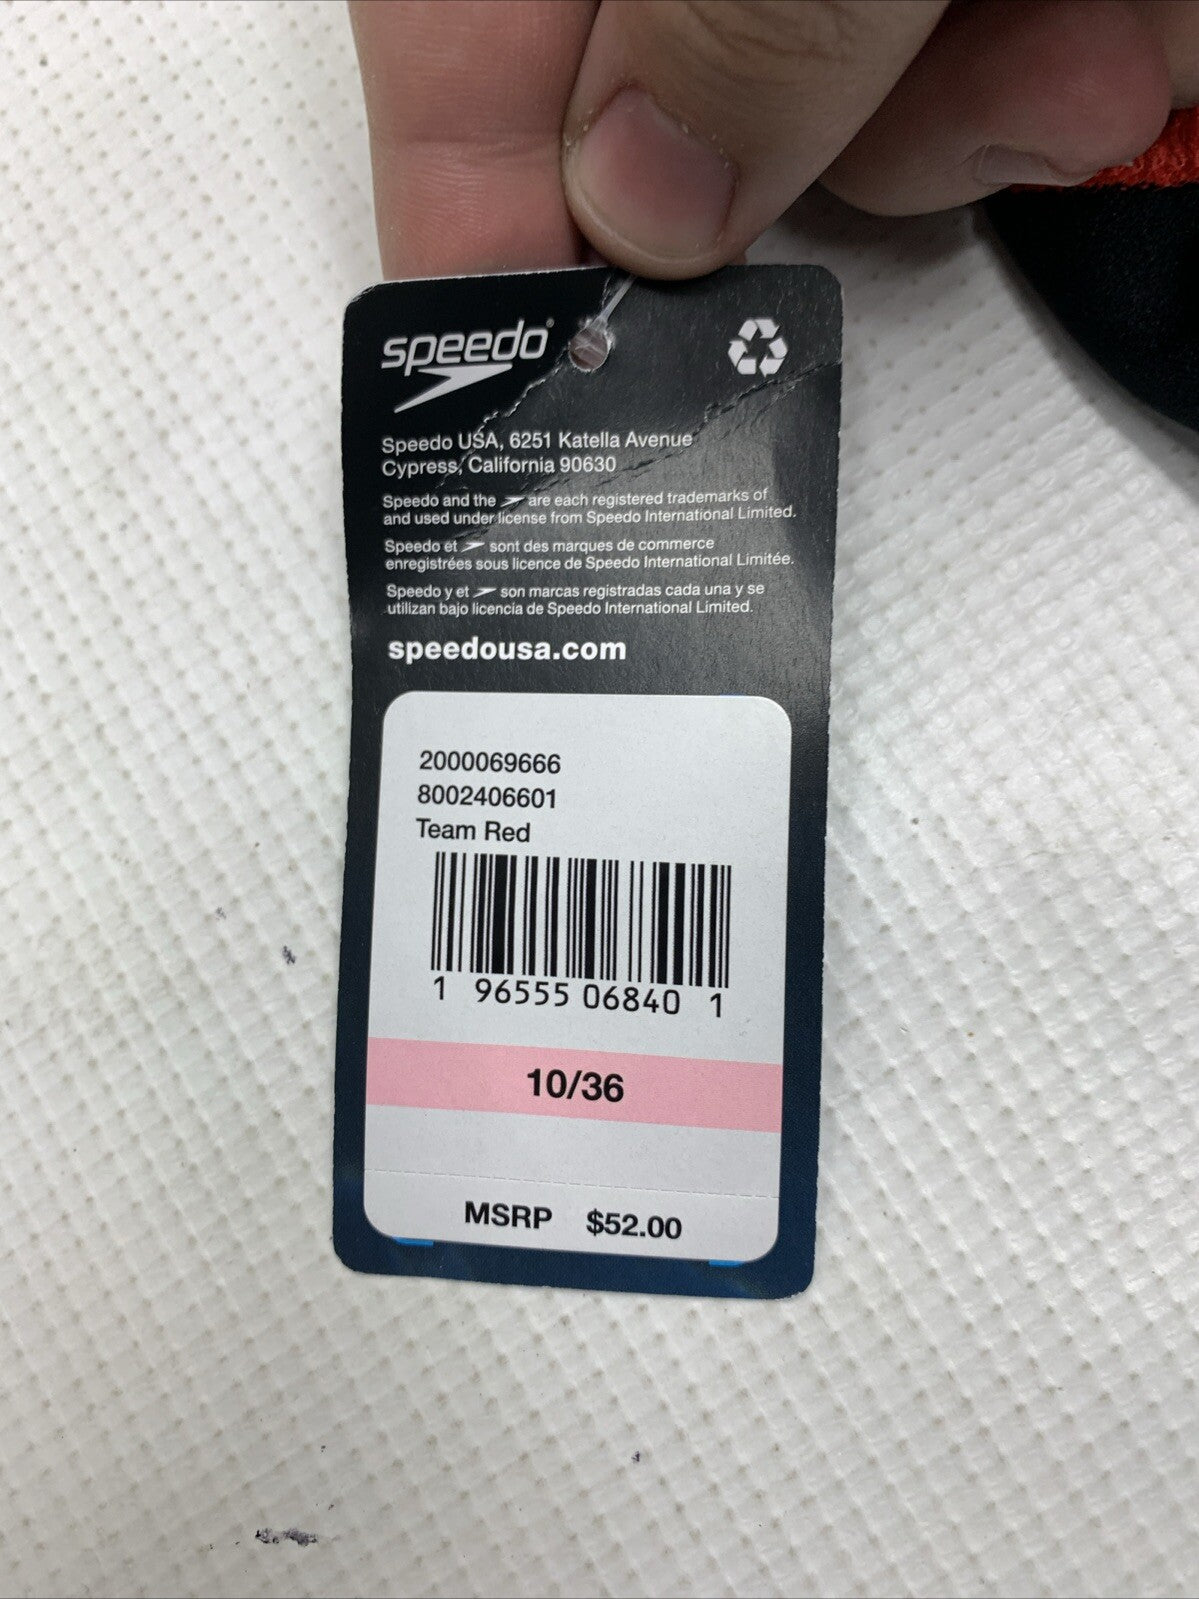 speedo®
Speedo USA, 6251 Katella Avenue
Cypress, California 90630
Speedo and the are each registered trademarks of
and used under license from Speedo International Limited.
Speedo et sont des marques de commerce
enregistrées sous licence de Speedo International Limitée.
Speedo y et son marcas registradas cada una y se
utilizan bajo licencia de Speedo International Limited.
speedousa.com
2000069666
8002406601
Team Red
1 96555 06840 1
10/36
MSRP $52.00